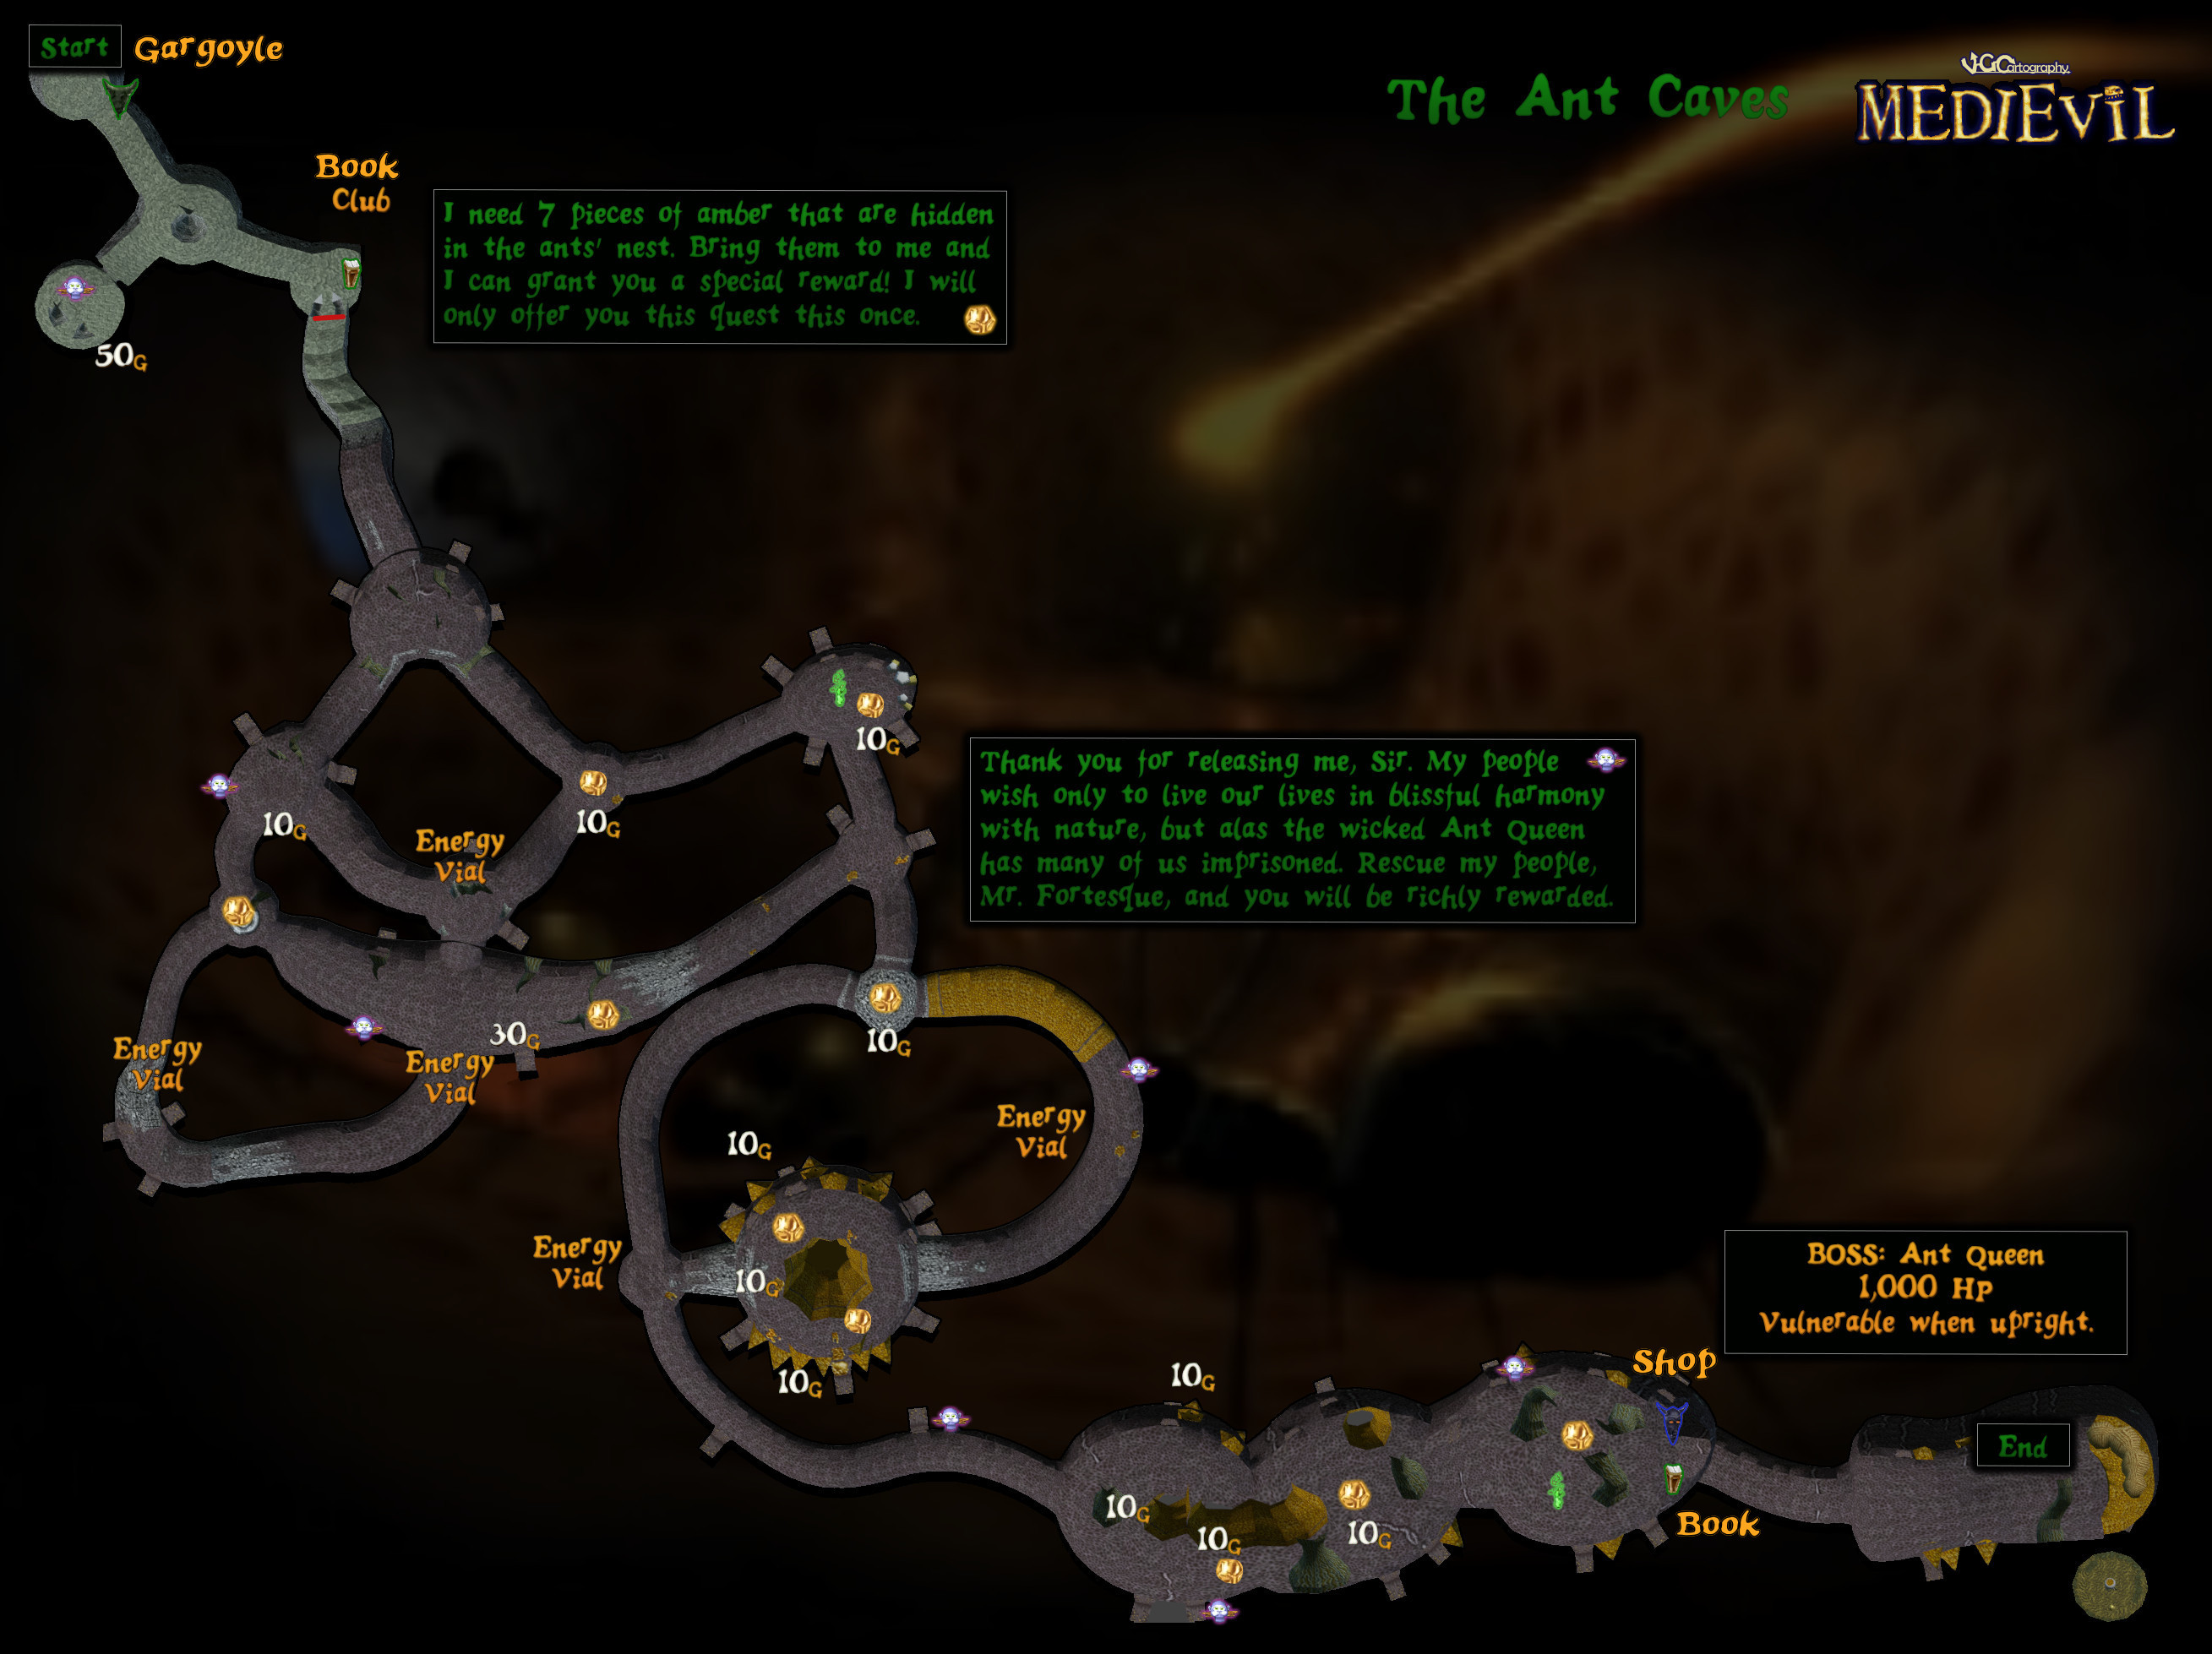 Start
Gargoyle
The Ant Caves
VGCartography
MEDIEVIL
Book
Club
I need 7 pieces of amber that are hidden
in the ants' nest. Bring them to me and
I can grant you a special reward! I will
only offer you this quest this once.
50G
10G
10G
10G
Energy
Vial
Thank you for releasing me, Sir. My people
wish only to live our lives in blissful harmony
with nature, but alas the wicked Ant Queen
has many of us imprisoned. Rescue my people,
Mr. Fortesque, and you will be richly rewarded.
30G
10G
Energy
Vial
Energy
Vial
Energy
Vial
10G
Energy
Vial
10G
10G
BOSS: Ant Queen
1,000 HP
Vulnerable when upright.
Shop
10G
End
10G
10G
10G
Book